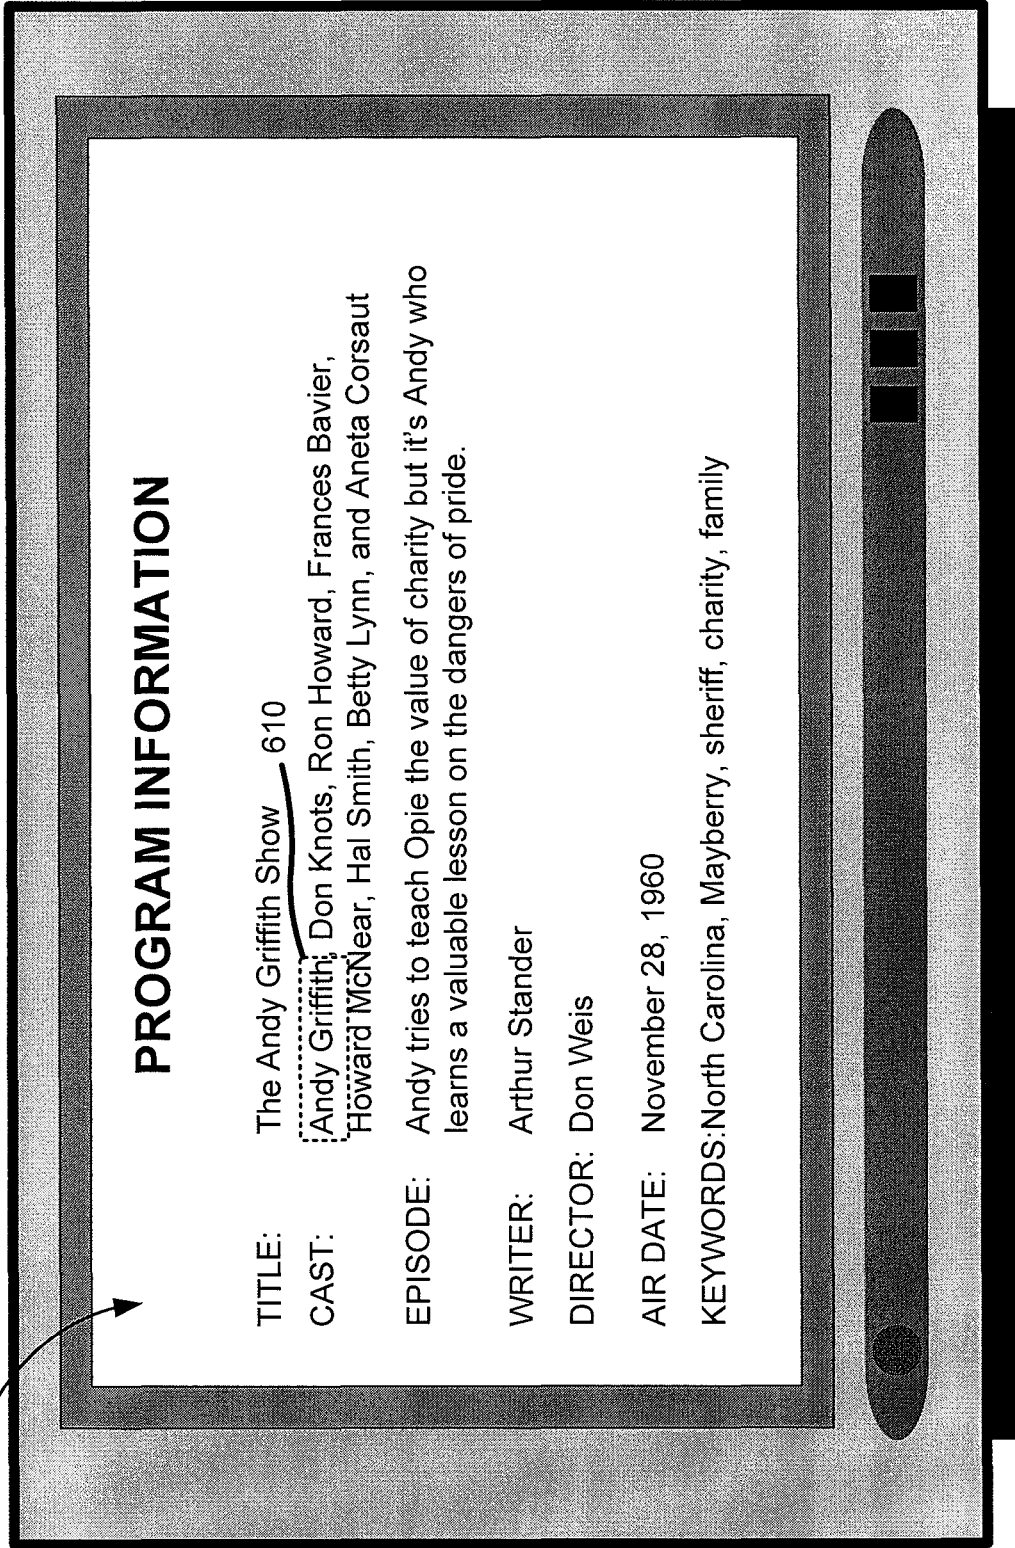 PROGRAM INFORMATION
TITLE: The Andy Griffith Show 610
CAST: Andy Griffith, Don Knots, Ron Howard, Frances Bavier,
Howard McNear, Hal Smith, Betty Lynn, and Aneta Corsaut
EPISODE: Andy tries to teach Opie the value of charity but it's Andy who
learns a valuable lesson on the dangers of pride.
WRITER: Arthur Stander
DIRECTOR: Don Weis
AIR DATE: November 28, 1960
KEYWORDS:North Carolina, Mayberry, sheriff, charity, family